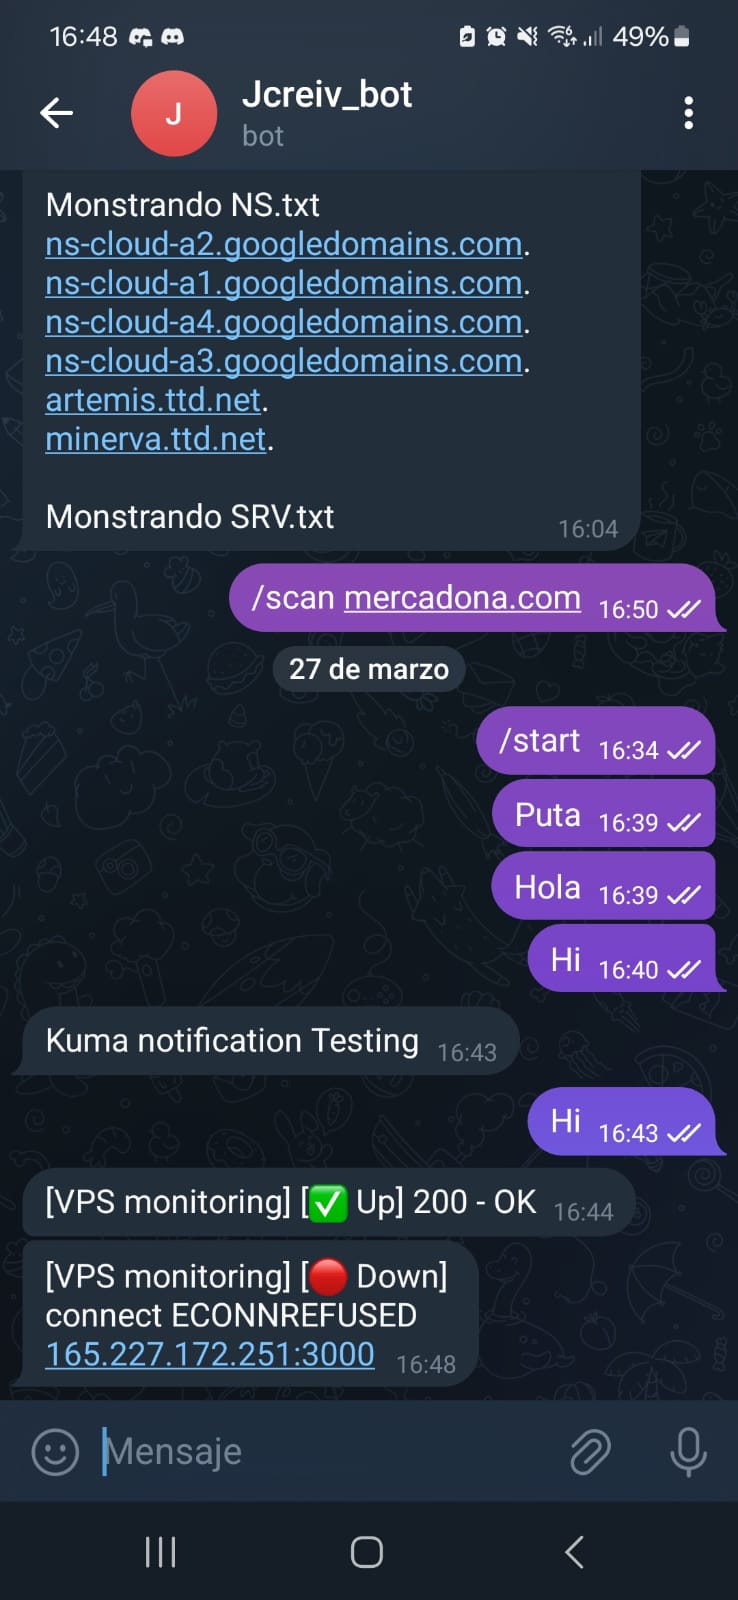 16:48 49%
Jcreiv_bot
J
bot
Monstrando NS.txt
ns-cloud-a2.googledomains.com.
ns-cloud-a1.googledomains.com.
ns-cloud-a4.googledomains.com.
ns-cloud-a3.googledomains.com.
artemis.ttd.net.
minerva.ttd.net.
Monstrando SRV.txt
16:04
/scan mercadona.com 16:50
27 de marzo
/start 16:34
Puta 16:39
Hola 16:39
Hi 16:40
Kuma notification Testing 16:43
Hi 16:43
[VPS monitoring] [✅ Up] 200 - OK 16:44
[VPS monitoring] [🔴 Down]
connect ECONNREFUSED
165.227.172.251:3000 16:48
Mensaje